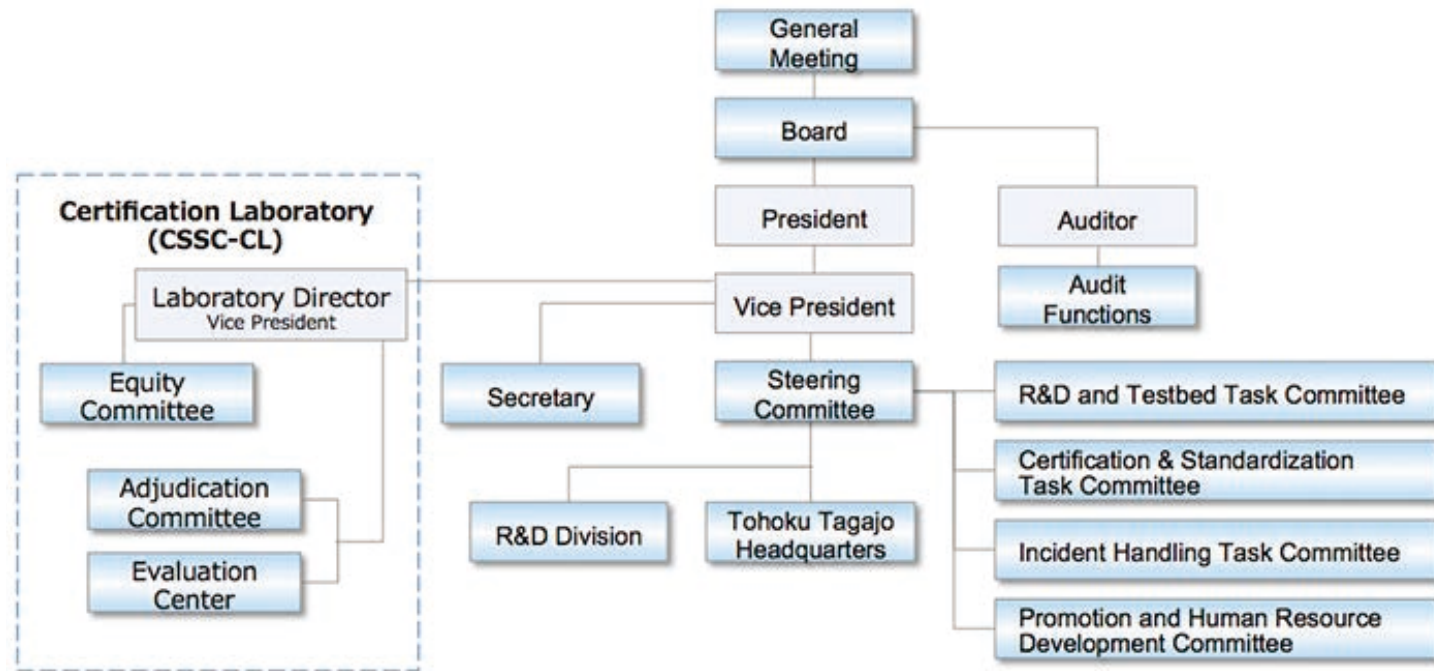 General
Meeting
Board
President
Auditor
Audit
Functions
Vice President
Certification Laboratory
(CSSC-CL)
Laboratory Director
Vice President
Equity
Committee
Adjudication
Committee
Evaluation
Center
Secretary
Steering
Committee
R&D Division
Tohoku Tagajo
Headquarters
R&D and Testbed Task Committee
Certification & Standardization
Task Committee
Incident Handling Task Committee
Promotion and Human Resource
Development Committee